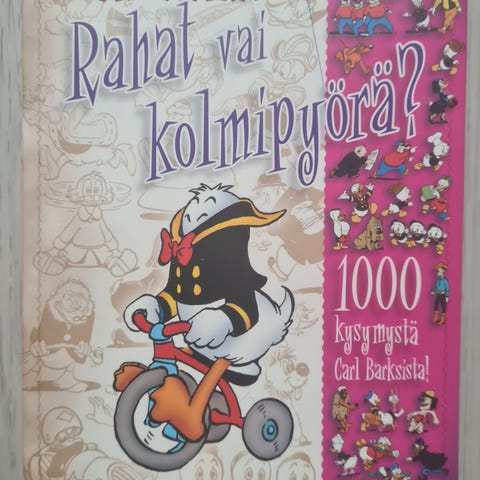 Rahat vai
kolmipyörä?
1000
kysymystä
Carl Barksista!